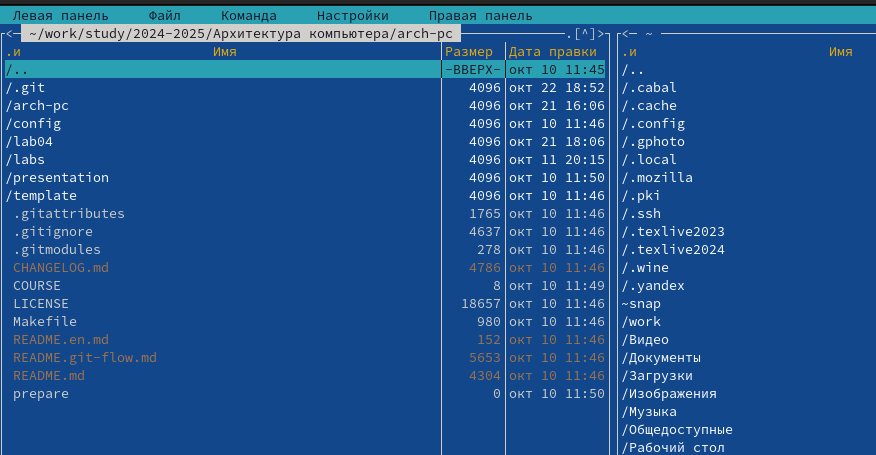 Левая панель Файл Команда Настройки Правая панель
<─ ~/work/study/2024-2025/Архитектура компьютера/arch-pc .[^]> <─ ~
.и Имя Размер Дата правки .и Имя
/.. -ВВЕРХ- окт 10 11:45 /..
/.git 4096 окт 22 18:52 /.cabal
/arch-pc 4096 окт 21 16:06 /.cache
/config 4096 окт 10 11:46 /.config
/lab04 4096 окт 21 18:06 /.gphoto
/labs 4096 окт 11 20:15 /.local
/presentation 4096 окт 10 11:50 /.mozilla
/template 4096 окт 10 11:46 /.pki
.gitattributes 1765 окт 10 11:46 /.ssh
.gitignore 4637 окт 10 11:46 /.texlive2023
.gitmodules 278 окт 10 11:46 /.texlive2024
CHANGELOG.md 4786 окт 10 11:46 /.wine
COURSE 8 окт 10 11:49 /.yandex
LICENSE 18657 окт 10 11:46 ~snap
Makefile 980 окт 10 11:46 /work
README.en.md 152 окт 10 11:46 /Видео
README.git-flow.md 5653 окт 10 11:46 /Документы
README.md 4304 окт 10 11:46 /Загрузки
prepare 0 окт 10 11:50 /Изображения
/Музыка
/Общедоступные
/Рабочий стол